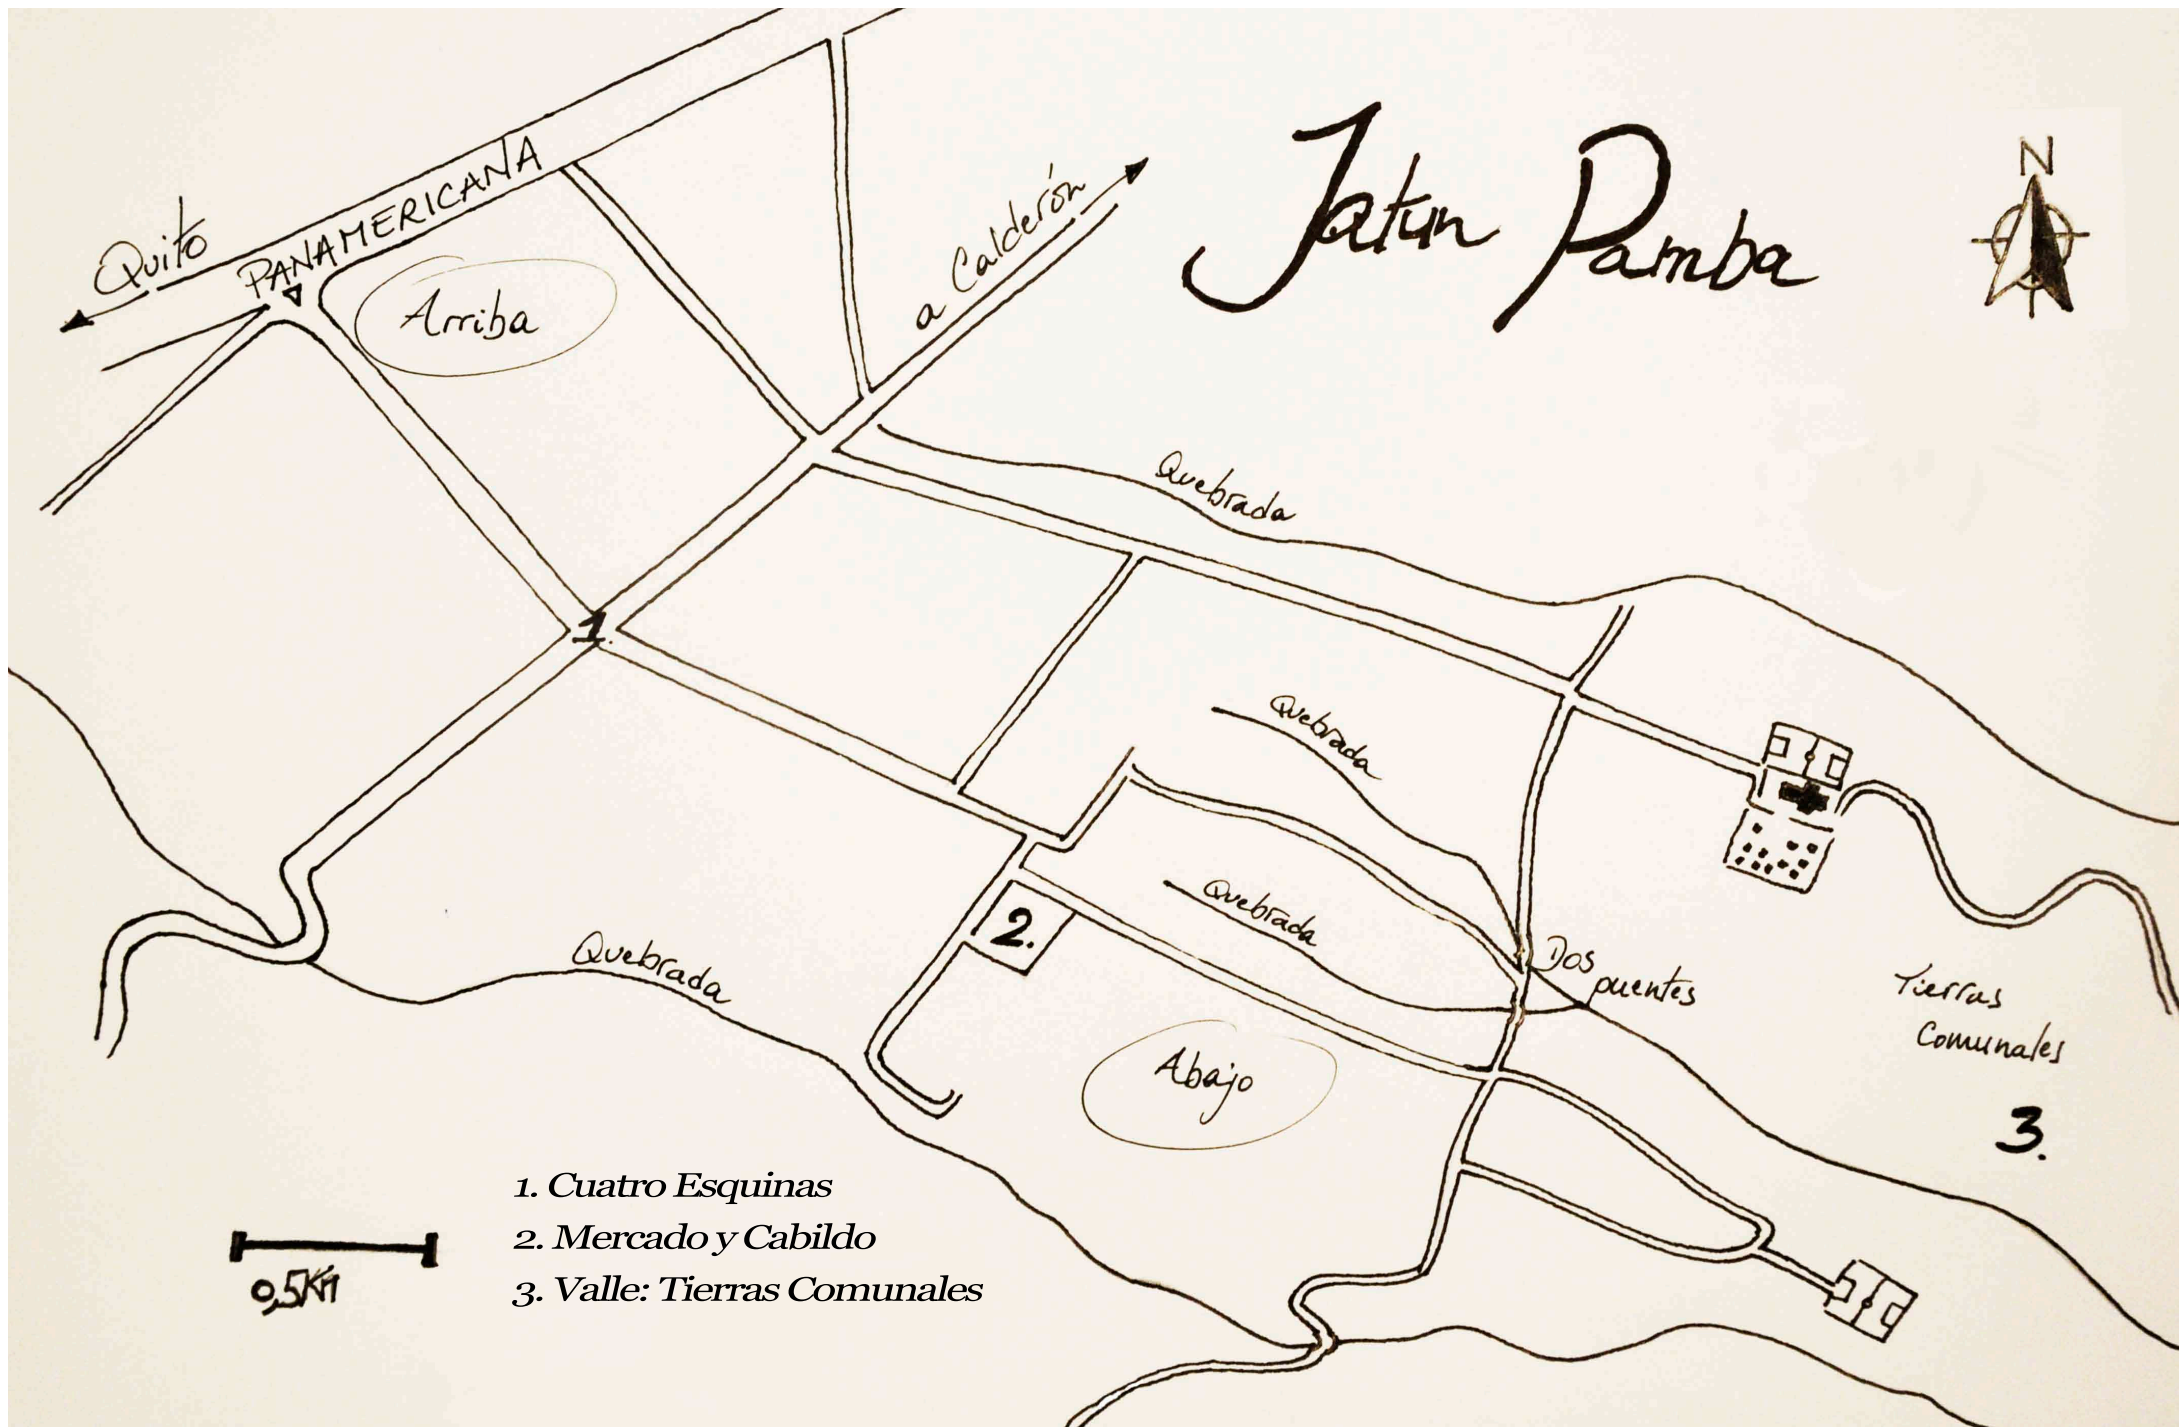 Jatun Pamba
N
Quito
PANAMERICANA
Arriba
a Calderón
Quebrada
1.
Quebrada
Quebrada
2.
Quebrada
Dos
puentes
Tierras
Comunales
Abajo
3.
1. Cuatro Esquinas
2. Mercado y Cabildo
3. Valle: Tierras Comunales
0,5Km